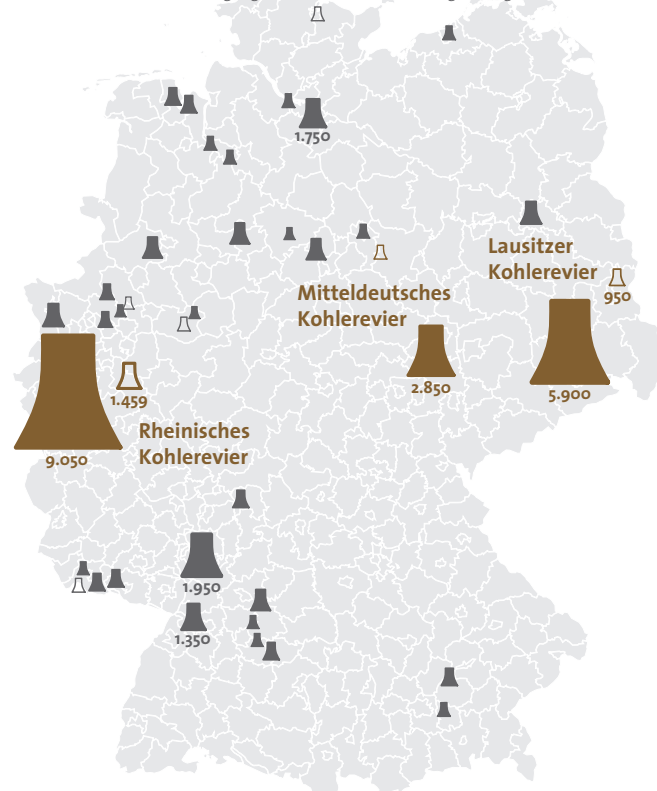 1.750
Lausitzer
Kohlerevier
950
Mitteldeutsches
Kohlerevier
2.850
5.900
1.459
Rheinisches
Kohlerevier
9.050
1.950
1.350